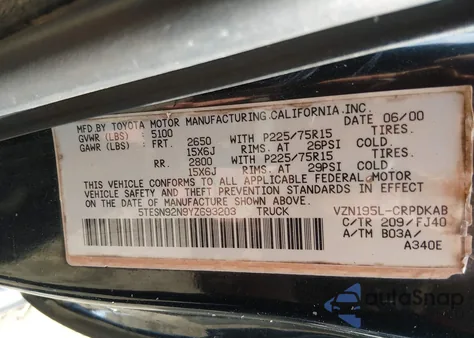 MFD.BY TOYOTA MOTOR MANUFACTURING.CALIFORNIA.INC.
GVWR (LBS) : 5100 DATE 06/00
GAWR (LBS) : FRT. 2650 WITH P225/75R15 TIRES.
15X6J RIMS. AT 26PSI COLD.
RR. 2800 WITH P225/75R15 TIRES.
15X6J RIMS. AT 29PSI COLD.
THIS VEHICLE CONFORMS TO ALL APPLICABLE FEDERAL MOTOR
VEHICLE SAFETY AND THEFT PREVENTION STANDARDS IN EFFECT
ON THE DATE OF MANUFACTURE SHOWN ABOVE.
5TESN92N9YZ693203 TRUCK VZN195L-CRPDKAB
C/TR 209/FJ40
A/TM B03A/
A340E
autoSnap